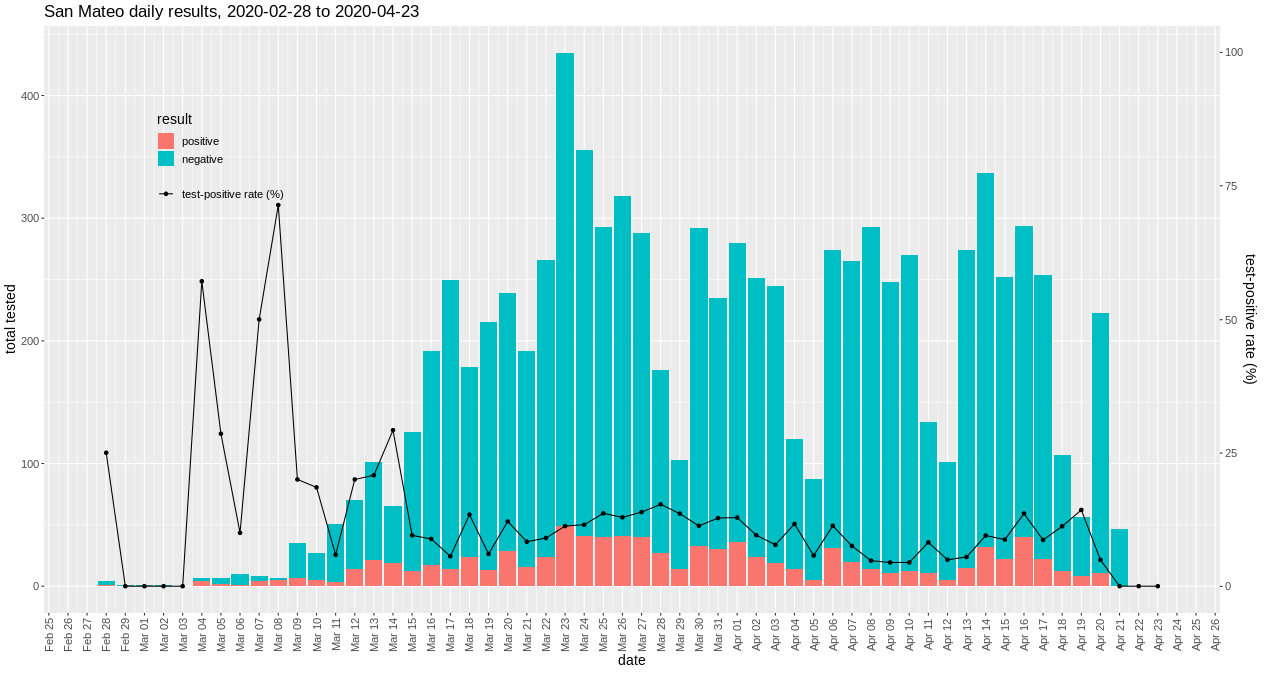 San Mateo daily results, 2020-02-28 to 2020-04-23
total tested
400
300
200
100
0
result
positive
negative
test-positive rate (%)
100
75
50
25
0
test-positive rate (%)
Feb 25
Feb 26
Feb 27
Feb 28
Feb 29
Mar 01
Mar 02
Mar 03
Mar 04
Mar 05
Mar 06
Mar 07
Mar 08
Mar 09
Mar 10
Mar 11
Mar 12
Mar 13
Mar 14
Mar 15
Mar 16
Mar 17
Mar 18
Mar 19
Mar 20
Mar 21
Mar 22
Mar 23
Mar 24
Mar 25
Mar 26
Mar 27
Mar 28
Mar 29
Mar 30
Mar 31
Apr 01
Apr 02
Apr 03
Apr 04
Apr 05
Apr 06
Apr 07
Apr 08
Apr 09
Apr 10
Apr 11
Apr 12
Apr 13
Apr 14
Apr 15
Apr 16
Apr 17
Apr 18
Apr 19
Apr 20
Apr 21
Apr 22
Apr 23
Apr 24
Apr 25
Apr 26
date